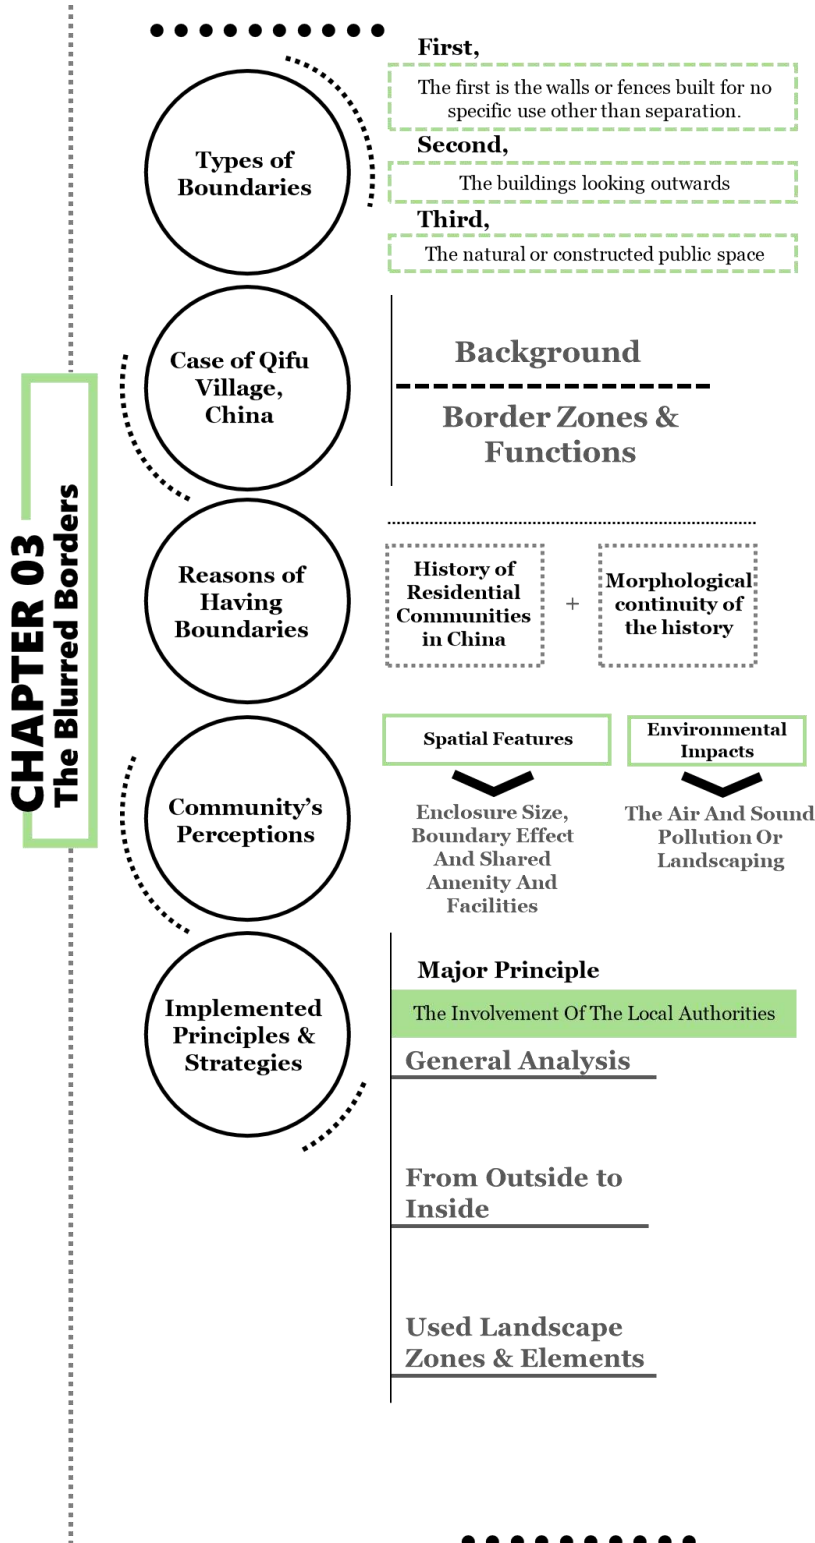 CHAPTER 03
The Blurred Borders
Types of
Boundaries
First,
The first is the walls or fences built for no
specific use other than separation.
Second,
The buildings looking outwards
Third,
The natural or constructed public space
Case of Qifu
Village,
China
Background
Border Zones &
Functions
Reasons of
Having
Boundaries
History of
Residential
Communities
in China
+
Morphological
continuity of
the history
Community's
Perceptions
Spatial Features
Enclosure Size,
Boundary Effect
And Shared
Amenity And
Facilities
Environmental
Impacts
The Air And Sound
Pollution Or
Landscaping
Implemented
Principles &
Strategies
Major Principle
The Involvement Of The Local Authorities
General Analysis
From Outside to
Inside
Used Landscape
Zones & Elements